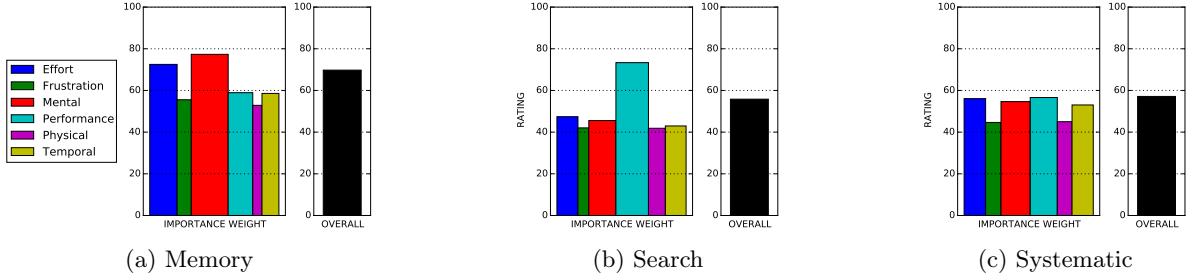 Effort
Frustration
Mental
Performance
Physical
Temporal
100
80
60
40
20
0
IMPORTANCE WEIGHT
100
80
60
40
20
0
OVERALL
(a) Memory
RATING
100
80
60
40
20
0
IMPORTANCE WEIGHT
100
80
60
40
20
0
OVERALL
(b) Search
RATING
100
80
60
40
20
0
IMPORTANCE WEIGHT
100
80
60
40
20
0
OVERALL
(c) Systematic